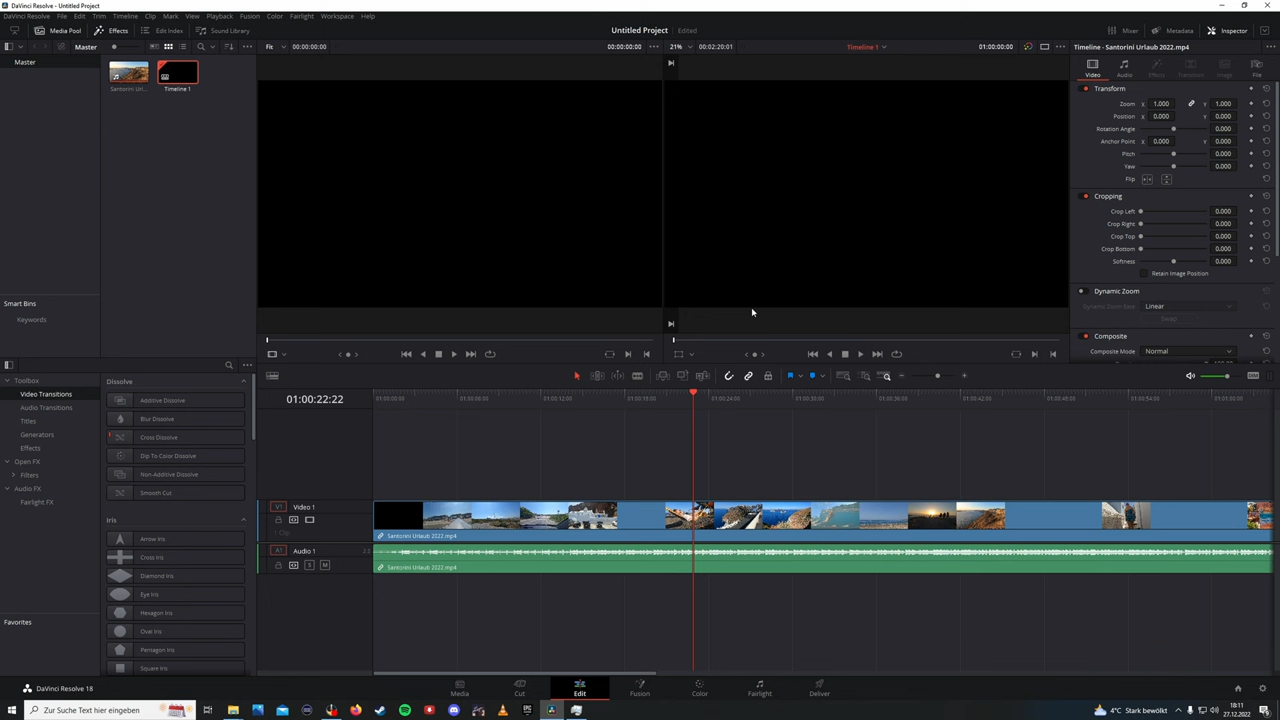 DaVinci Resolve - Untitled Project
DaVinci Resolve File Edit Trim Timeline Clip Mark View Playback Fusion Color Fairlight Workspace Help
Media Pool Effects Edit Index Sound Library Untitled Project Edited Mixer Metadata Inspector
Master Fit 00:00:00:00 00:00:00:00 21% 00:02:20:01 Timeline 1 01:00:00:00 Timeline - Santorini Urlaub 2022.mp4
Master
Santorini Url... Timeline 1
Video Audio Effects Transition Image File
Transform
Zoom X 1.000 Y 1.000
Position X 0.000 Y 0.000
Rotation Angle 0.000
Anchor Point X 0.000 Y 0.000
Pitch 0.000
Yaw 0.000
Flip
Cropping
Crop Left 0.000
Crop Right 0.000
Crop Top 0.000
Crop Bottom 0.000
Softness 0.000
Retain Image Position
Dynamic Zoom
Dynamic Zoom Ease Linear
Swap
Composite
Composite Mode Normal
Smart Bins
Keywords
Toolbox
Video Transitions
Audio Transitions
Titles
Generators
Effects
Open FX
Filters
Audio FX
Fairlight FX
Favorites
Dissolve
Additive Dissolve
Blur Dissolve
Cross Dissolve
Dip To Color Dissolve
Non-Additive Dissolve
Smooth Cut
Iris
Arrow Iris
Cross Iris
Diamond Iris
Eye Iris
Hexagon Iris
Oval Iris
Pentagon Iris
Square Iris
DIM
01:00:22:22 01:00:00:00 01:00:06:00 01:00:12:00 01:00:18:00 01:00:24:00 01:00:30:00 01:00:36:00 01:00:42:00 01:00:48:00 01:00:54:00 01:01:00:00
V1 Video 1
1 Clip
Santorini Urlaub 2022.mp4
A1 Audio 1
S M
Santorini Urlaub 2022.mp4
DaVinci Resolve 18 Media Cut Edit Fusion Color Fairlight Deliver
Zur Suche Text hier eingeben EPIC 4°C Stark bewölkt 18:11
27.12.2022